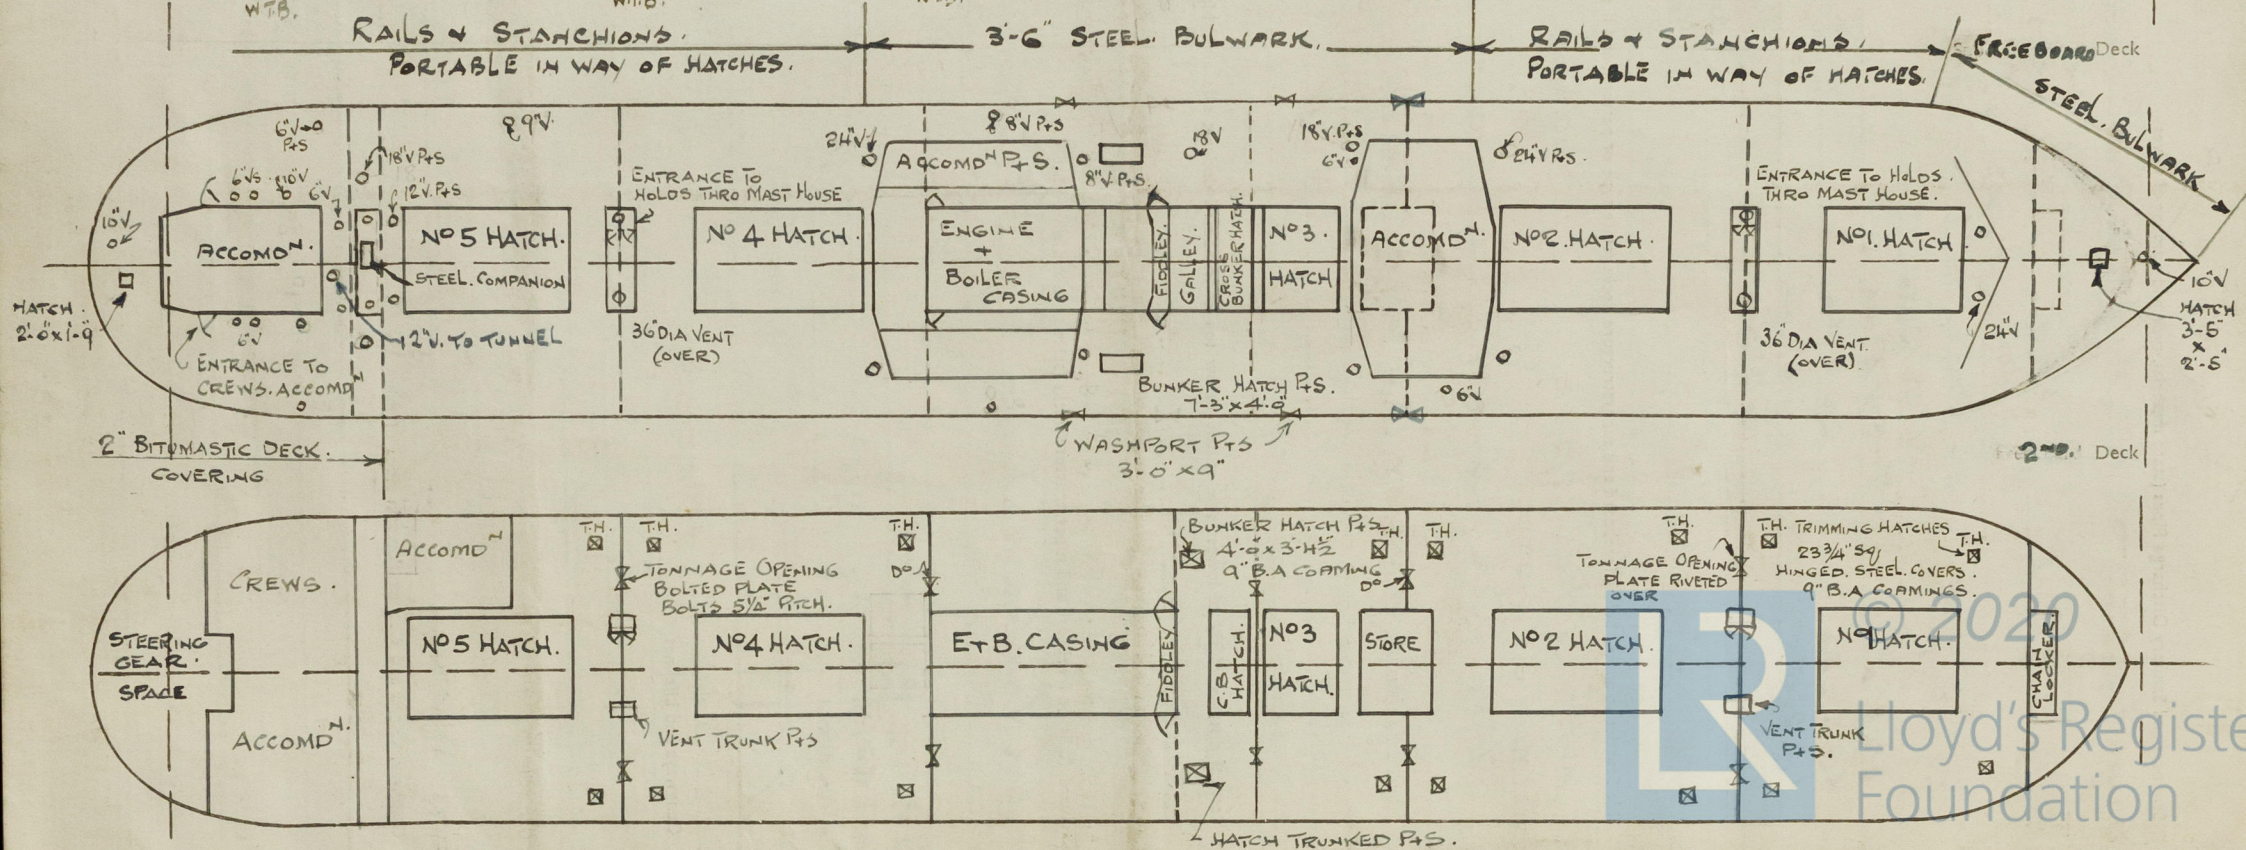 W.T.B.
RAILS & STANCHIONS.
PORTABLE IN WAY OF HATCHES.
3'-6" STEEL. BULWARK.
RAILS & STANCHIONS.
PORTABLE IN WAY OF HATCHES.
FREEBOARD Deck
STEEL. BULWARK
6"V
P+S
18"V P+S
9"V.
24"V
8"V P+S
18"V
18"V. P+S
6"V
24"V P+S.
6"VS
10"V
6"V
12"V. P+S
ENTRANCE TO
HOLDS THRO MAST HOUSE
ACCOMDN P+S.
8"V. P+S.
ENTRANCE TO HOLDS.
THRO MAST HOUSE.
10"V
ACCOMDN.
STEEL. COMPANION
No 5 HATCH.
No 4 HATCH.
ENGINE
+
BOILER
CASING
FIDDLEY.
GALLEY.
CROSS
BUNKER HATCH.
No 3.
HATCH
ACCOMDN.
No 2. HATCH.
No 1. HATCH
10"V
HATCH
3'-5"
x
2'-5"
HATCH
2'-0"x1'-9"
6"V
12"V. TO TUNNEL
ENTRANCE TO
CREWS. ACCOMDN
36" DIA VENT
(OVER)
BUNKER HATCH P+S.
7'-3" x 4'-0"
6"V
36" DIA VENT.
(OVER)
24"V
WASHPORT P+S
3'-0" x 9"
2" BITUMASTIC DECK.
COVERING
2ND. Deck
T.H.
T.H.
T.H.
BUNKER HATCH P+S
4'-0" x 3'-4½"
9" B.A COAMING
T.H.
T.H.
T.H.
T.H. TRIMMING HATCHES
23¾" Sq
HINGED. STEEL. COVERS.
9" B.A COAMINGS.
T.H.
ACCOMDN
CREWS.
TONNAGE OPENING
BOLTED PLATE
BOLTS 5¼" PITCH.
Do
Do
TONNAGE OPENING
PLATE RIVETED
OVER
STEERING
GEAR.
SPACE
No 5 HATCH.
No 4 HATCH.
E+B. CASING
FIDDLEY
C.B
HATCH.
No 3
HATCH.
STORE
No 2 HATCH.
No 1 HATCH.
CHAIN
LOCKER.
ACCOMDN.
VENT TRUNK P+S
VENT TRUNK
P+S.
HATCH TRUNKED P+S.
© 2020
LR
Lloyd's Registe
Foundation